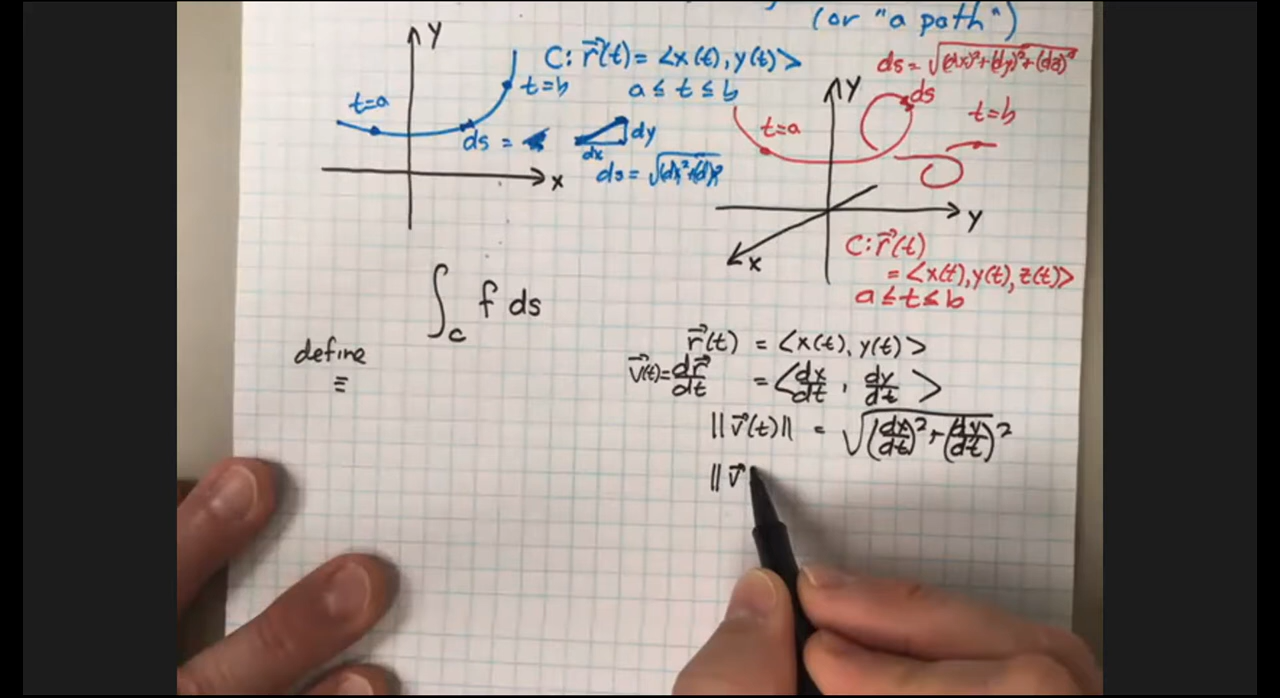 (or "a path")
y
C: r⃗(t) = <x(t), y(t)>
a ≤ t ≤ b
t=a
t=b
ds =
dy
dx
ds = √(dx)²+(dy)²
x
ds = √(dx)²+(dy)²+(dz)²
y
ds
t=a
t=b
y
x
C: r⃗(t)
= <x(t), y(t), z(t)>
a ≤ t ≤ b
∫_C f ds
define
≡
r⃗(t) = <x(t), y(t)>
v⃗(t) = dr⃗/dt = <dx/dt, dy/dt>
||v⃗(t)|| = √(dx/dt)²+(dy/dt)²
||v⃗